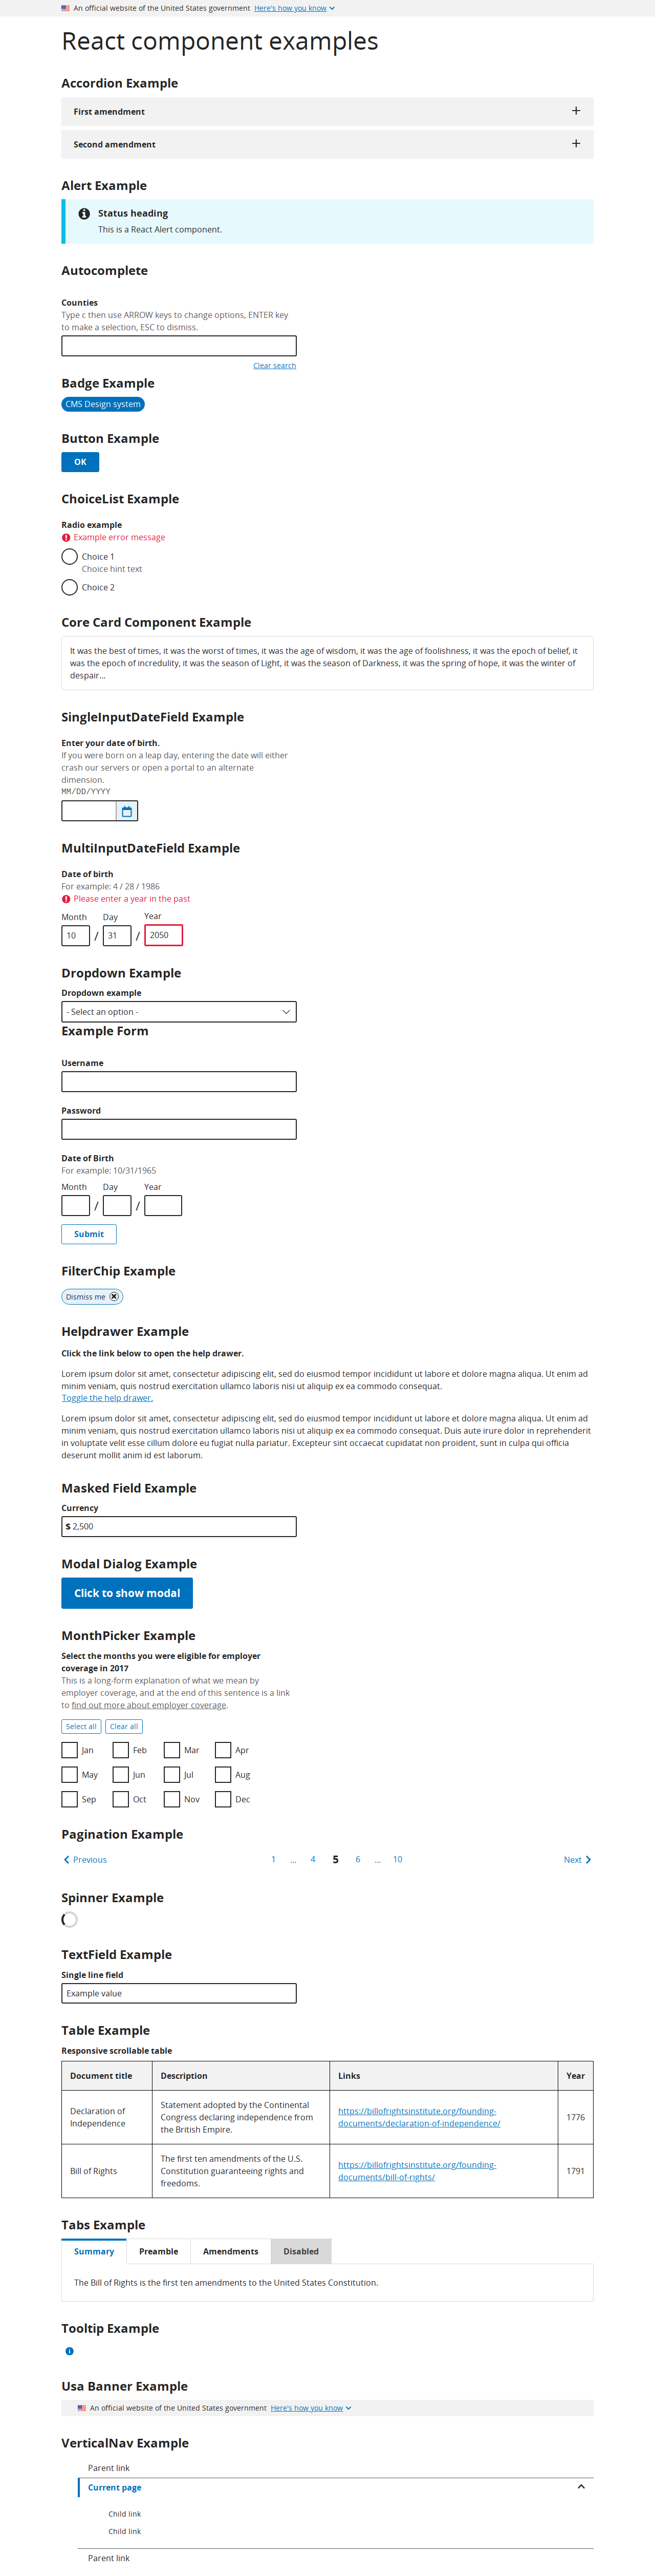 An official website of the United States government Here's how you know
React component examples
Accordion Example
First amendment
Second amendment
Alert Example
Status heading
This is a React Alert component.
Autocomplete
Counties
Type c then use ARROW keys to change options, ENTER key
to make a selection, ESC to dismiss.
Clear search
Badge Example
CMS Design system
Button Example
OK
ChoiceList Example
Radio example
Example error message
Choice 1
Choice hint text
Choice 2
Core Card Component Example
It was the best of times, it was the worst of times, it was the age of wisdom, it was the age of foolishness, it was the epoch of belief, it
was the epoch of incredulity, it was the season of Light, it was the season of Darkness, it was the spring of hope, it was the winter of
despair...
SingleInputDateField Example
Enter your date of birth.
If you were born on a leap day, entering the date will either
crash our servers or open a portal to an alternate
dimension.
MM/DD/YYYY
MultiInputDateField Example
Date of birth
For example: 4 / 28 / 1986
Please enter a year in the past
Month Day Year
10 / 31 / 2050
Dropdown Example
Dropdown example
- Select an option -
Example Form
Username
Password
Date of Birth
For example: 10/31/1965
Month Day Year
/ /
Submit
FilterChip Example
Dismiss me
Helpdrawer Example
Click the link below to open the help drawer.
Lorem ipsum dolor sit amet, consectetur adipiscing elit, sed do eiusmod tempor incididunt ut labore et dolore magna aliqua. Ut enim ad
minim veniam, quis nostrud exercitation ullamco laboris nisi ut aliquip ex ea commodo consequat.
Toggle the help drawer.
Lorem ipsum dolor sit amet, consectetur adipiscing elit, sed do eiusmod tempor incididunt ut labore et dolore magna aliqua. Ut enim ad
minim veniam, quis nostrud exercitation ullamco laboris nisi ut aliquip ex ea commodo consequat. Duis aute irure dolor in reprehenderit
in voluptate velit esse cillum dolore eu fugiat nulla pariatur. Excepteur sint occaecat cupidatat non proident, sunt in culpa qui officia
deserunt mollit anim id est laborum.
Masked Field Example
Currency
$ 2,500
Modal Dialog Example
Click to show modal
MonthPicker Example
Select the months you were eligible for employer
coverage in 2017
This is a long-form explanation of what we mean by
employer coverage, and at the end of this sentence is a link
to find out more about employer coverage.
Select all Clear all
Jan Feb Mar Apr
May Jun Jul Aug
Sep Oct Nov Dec
Pagination Example
Previous 1 ... 4 5 6 ... 10 Next
Spinner Example
TextField Example
Single line field
Example value
Table Example
Responsive scrollable table
Document title Description Links Year
Declaration of
Independence
Statement adopted by the Continental
Congress declaring independence from
the British Empire.
https://billofrightsinstitute.org/founding-
documents/declaration-of-independence/
1776
Bill of Rights
The first ten amendments of the U.S.
Constitution guaranteeing rights and
freedoms.
https://billofrightsinstitute.org/founding-
documents/bill-of-rights/
1791
Tabs Example
Summary Preamble Amendments Disabled
The Bill of Rights is the first ten amendments to the United States Constitution.
Tooltip Example
Usa Banner Example
An official website of the United States government Here's how you know
VerticalNav Example
Parent link
Current page
Child link
Child link
Parent link